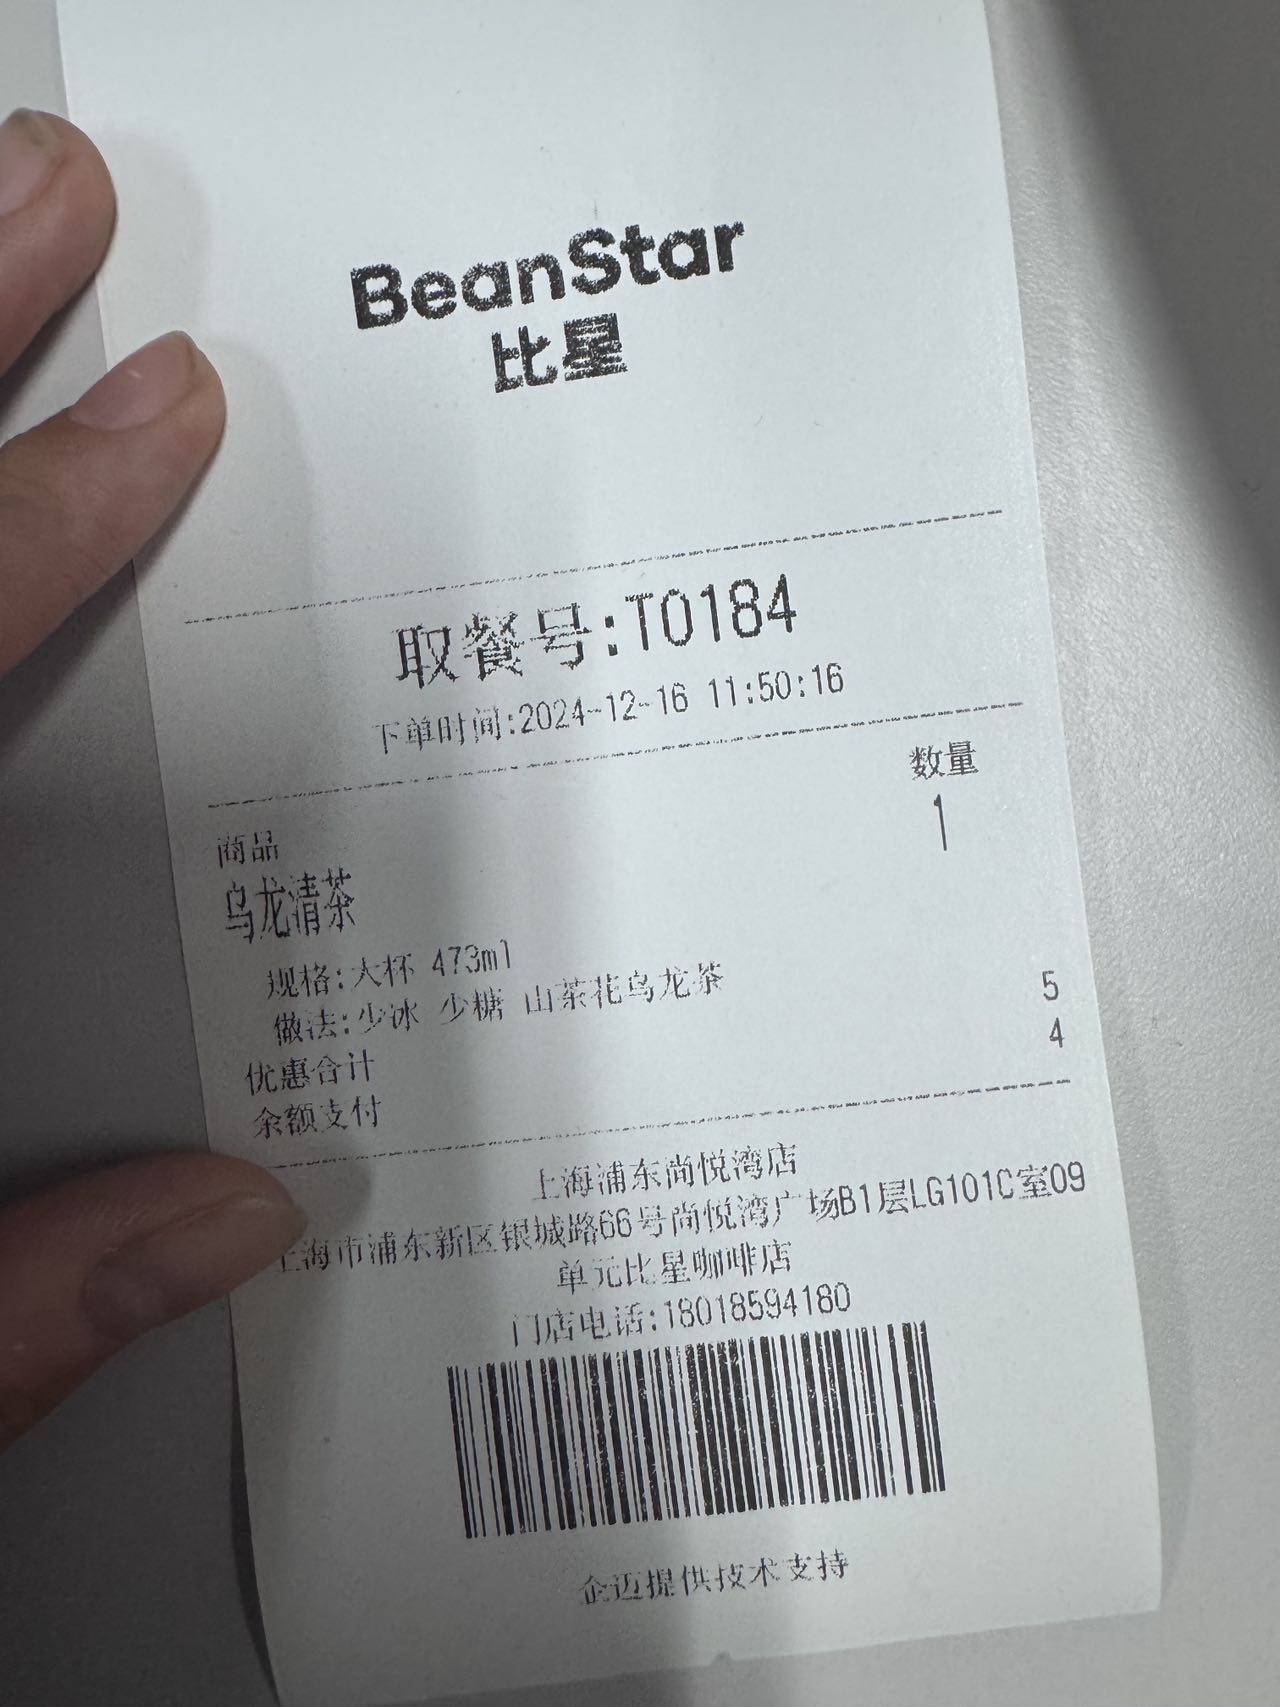 BeanStar
比星
取餐号:T0184
下单时间:2024-12-16 11:50:16
商品 数量
乌龙清茶 1
规格:大杯 473ml
做法:少冰 少糖 山茶花乌龙茶
优惠合计 5
余额支付 4
上海浦东尚悦湾店
上海市浦东新区银城路66号尚悦湾广场B1层LG101C室09
单元比星咖啡店
门店电话:18018594180
企迈提供技术支持